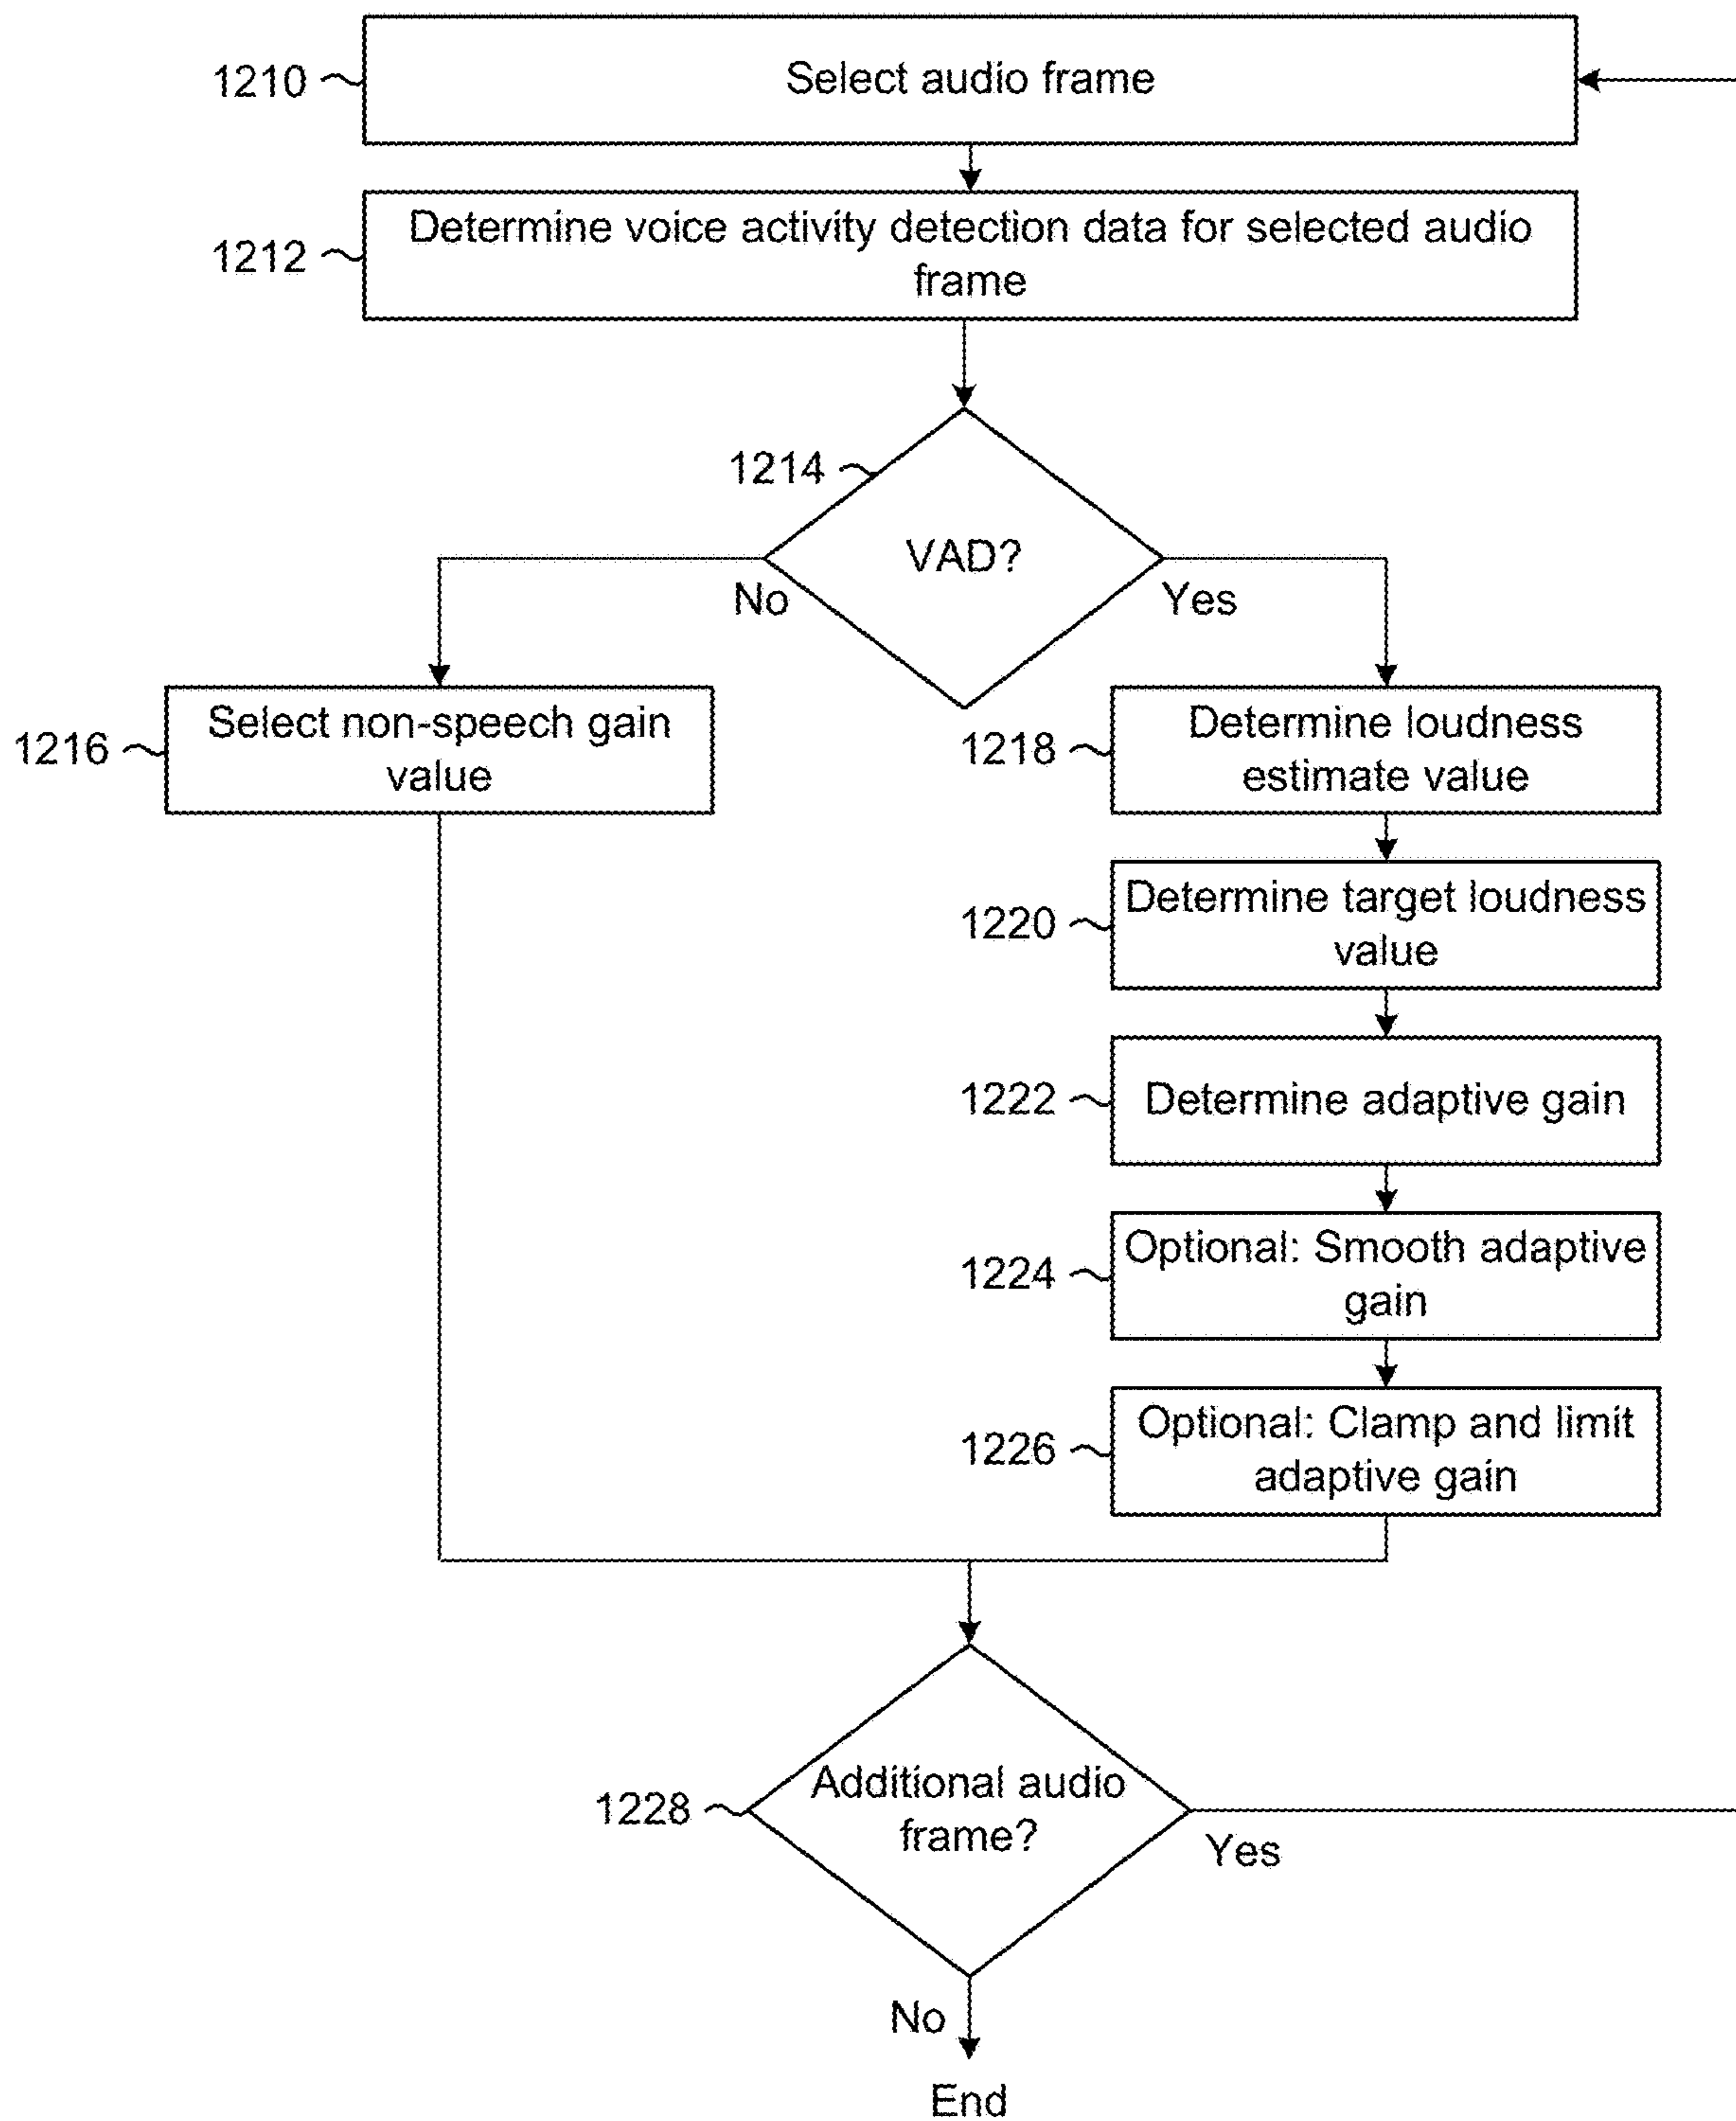 1210
Select audio frame
1212
Determine voice activity detection data for selected audio
frame
1214
VAD?
No
Yes
1216
Select non-speech gain
value
1218
Determine loudness
estimate value
1220
Determine target loudness
value
1222
Determine adaptive gain
1224
Optional: Smooth adaptive
gain
1226
Optional: Clamp and limit
adaptive gain
1228
Additional audio
frame?
Yes
No
End